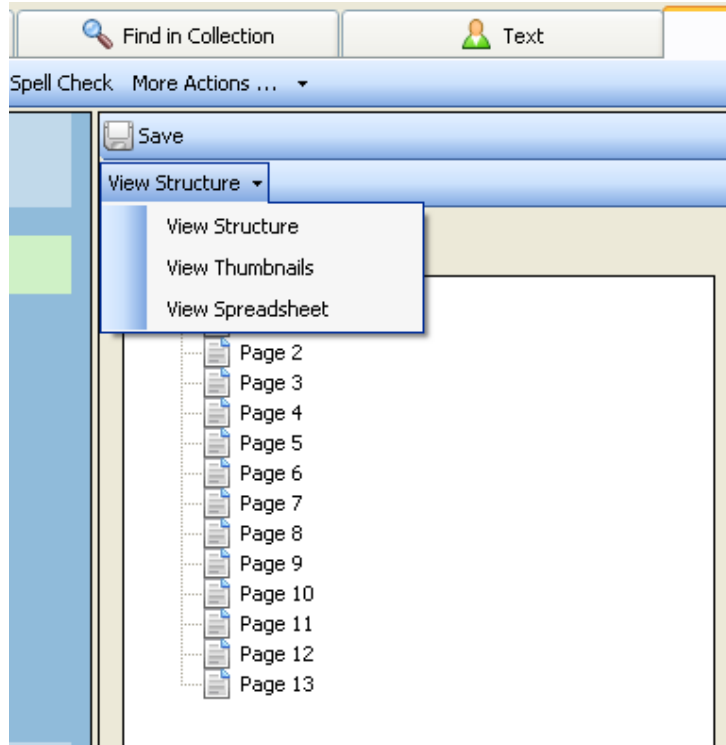 Find in Collection Text
Spell Check More Actions ...
Save
View Structure
View Structure
View Thumbnails
View Spreadsheet
Page 2
Page 3
Page 4
Page 5
Page 6
Page 7
Page 8
Page 9
Page 10
Page 11
Page 12
Page 13